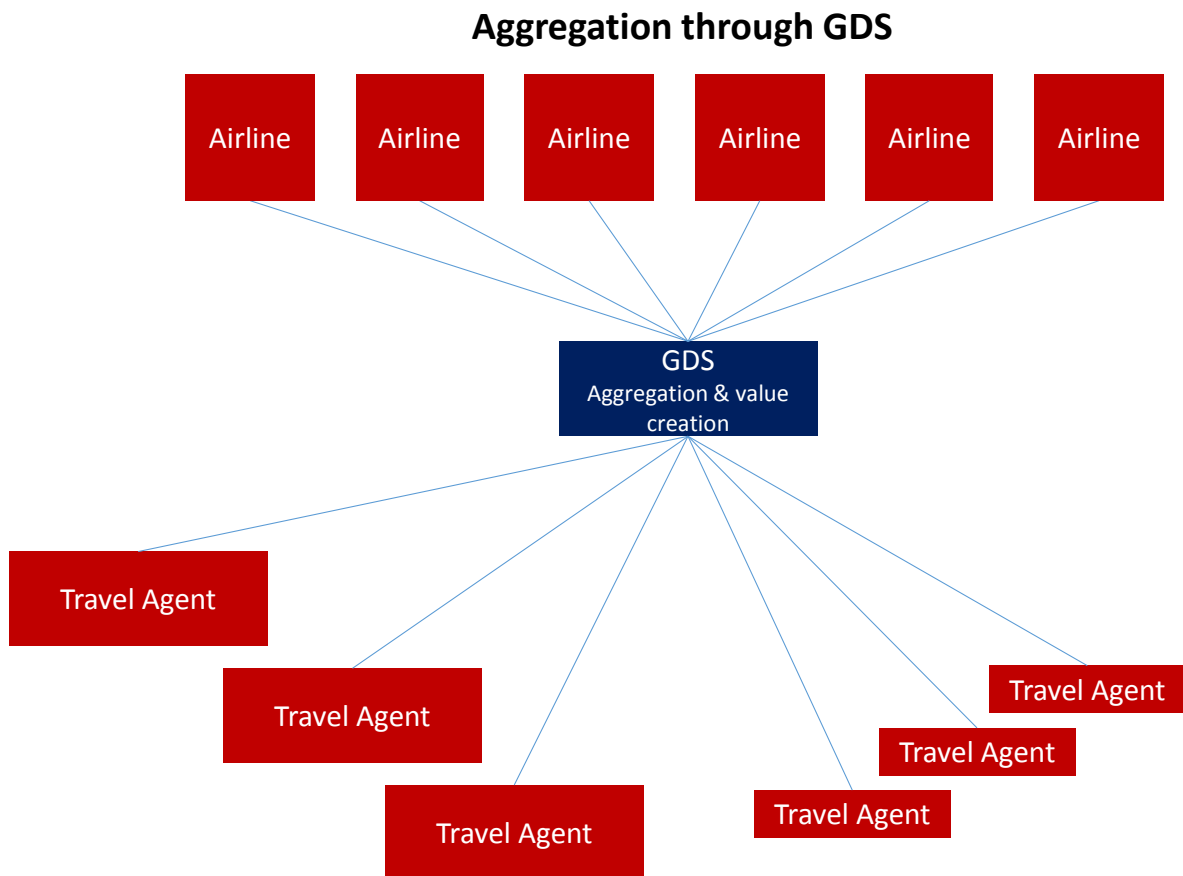 Aggregation through GDS
Airline
Airline
Airline
Airline
Airline
Airline
GDS
Aggregation & value
creation
Travel Agent
Travel Agent
Travel Agent
Travel Agent
Travel Agent
Travel Agent